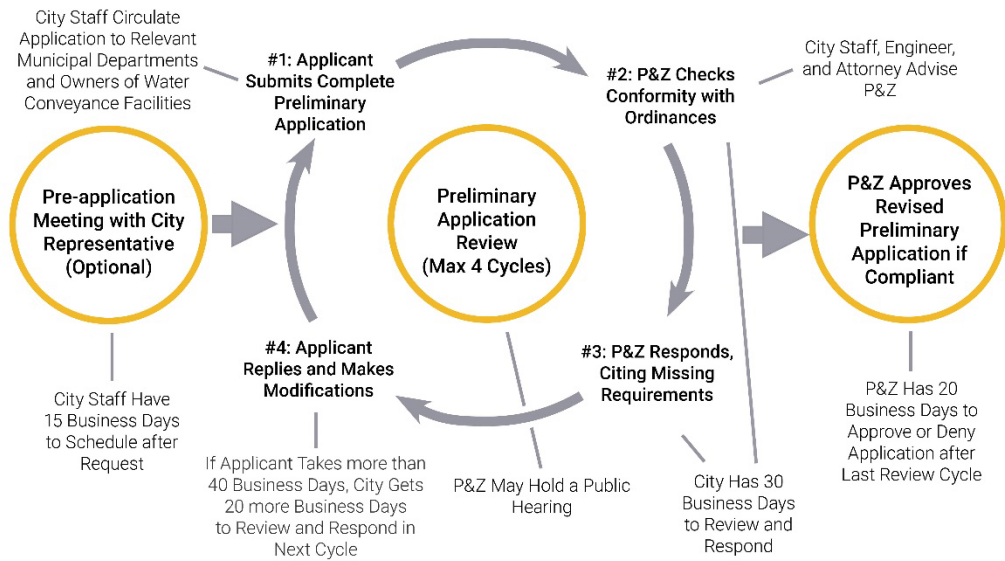 City Staff Circulate
Application to Relevant
Municipal Departments
and Owners of Water
Conveyance Facilities
#1: Applicant
Submits Complete
Preliminary
Application
#2: P&Z Checks
Conformity with
Ordinances
City Staff, Engineer,
and Attorney Advise
P&Z
Pre-application
Meeting with City
Representative
(Optional)
Preliminary
Application
Review
(Max 4 Cycles)
P&Z Approves
Revised
Preliminary
Application if
Compliant
#4: Applicant
Replies and Makes
Modifications
#3: P&Z Responds,
Citing Missing
Requirements
City Staff Have
15 Business Days
to Schedule after
Request
If Applicant Takes more than
40 Business Days, City Gets
20 more Business Days
to Review and Respond in
Next Cycle
P&Z May Hold a Public
Hearing
City Has 30
Business Days
to Review and
Respond
P&Z Has 20
Business Days to
Approve or Deny
Application after
Last Review Cycle